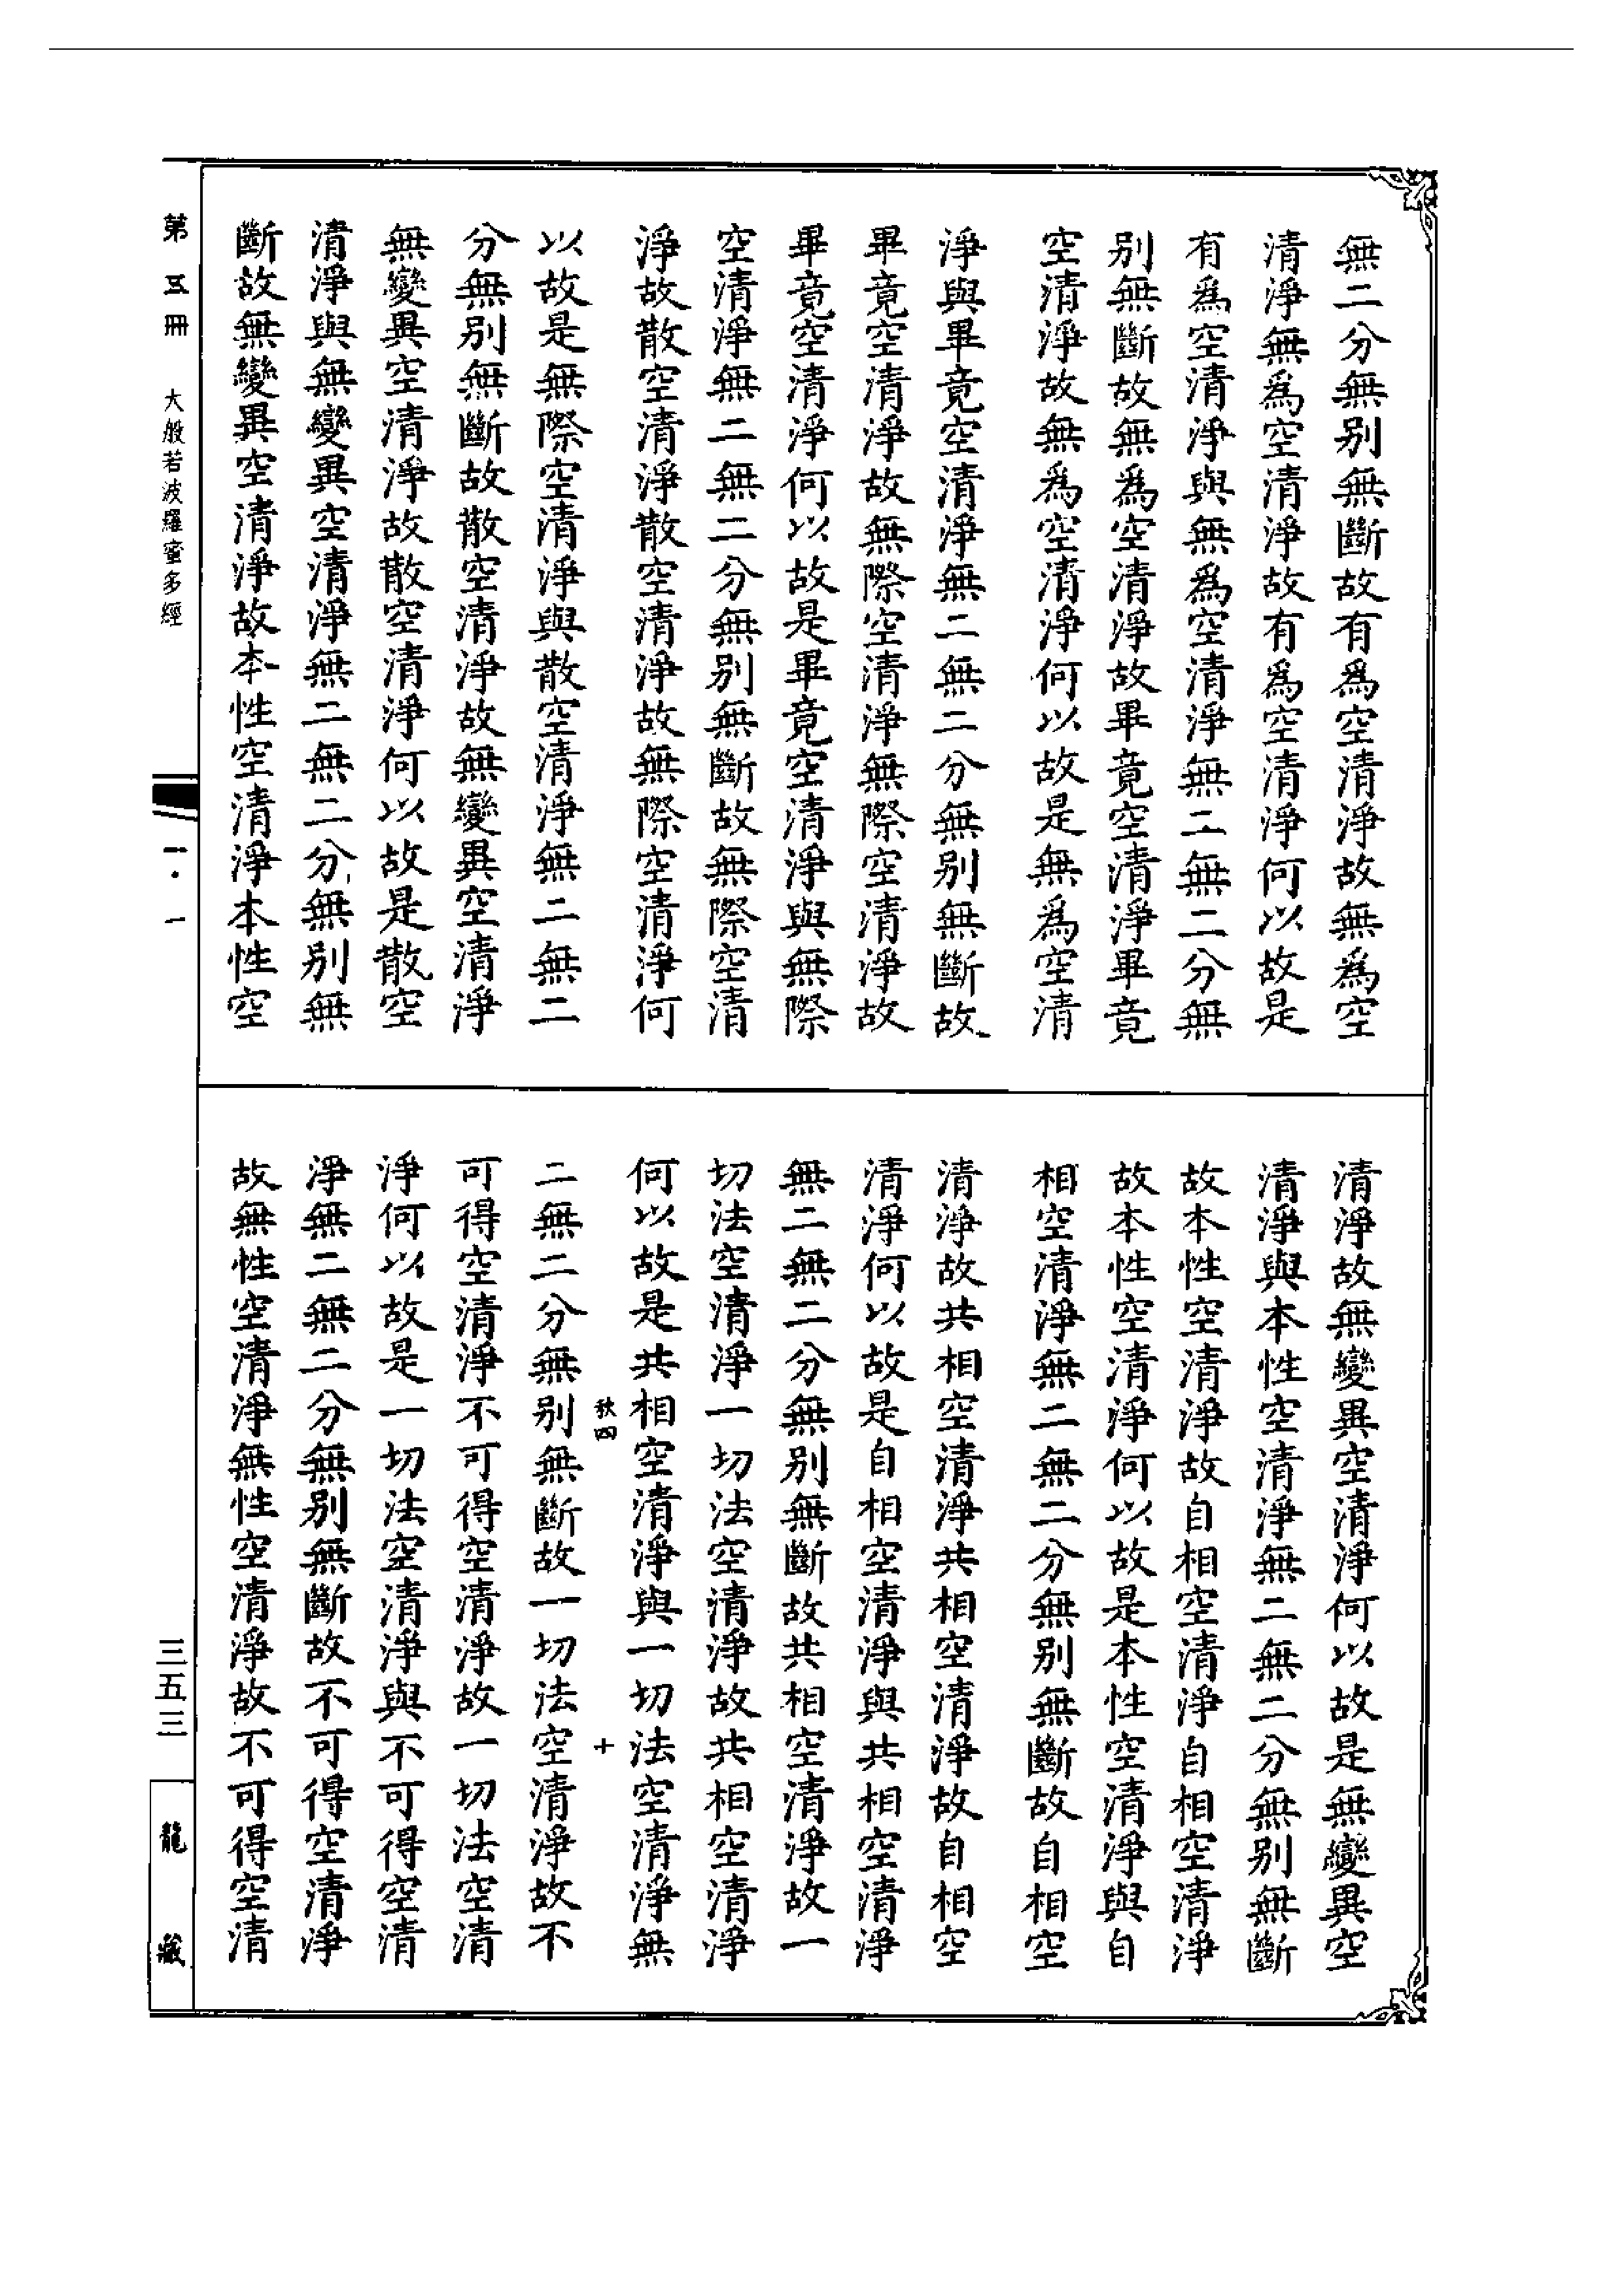 無二分無别無斷故有爲空清淨故無爲空
清淨無爲空清淨故有爲空清淨何以故是
有爲空清淨與無爲空清淨無二無二分無
别無斷故無爲空清淨故畢竟空清淨畢竟
空清淨故無爲空清淨何以故是無爲空清
淨與畢竟空清淨無二無二分無别無斷故
畢竟空清淨故無際空清淨無際空清淨故
畢竟空清淨何以故是畢竟空清淨與無際
空清淨無二無二分無别無斷故無際空清
淨故散空清淨散空清淨故無際空清淨何
以故是無際空清淨與散空清淨無二無二
分無别無斷故散空清淨故無變異空清淨
無變異空清淨故散空清淨何以故是散空
清淨與無變異空清淨無二無二分無别無
斷故無變異空清淨故本性空清淨本性空
清淨故無變異空清淨何以故是無變異空
清淨與本性空清淨無二無二分無别無斷
故本性空清淨故自相空清淨自相空清淨
故本性空清淨何以故是本性空清淨與自
相空清淨無二無二分無别無斷故自相空
清淨故共相空清淨共相空清淨故自相空
清淨何以故是自相空清淨與共相空清淨
無二無二分無别無斷故共相空清淨故一
切法空清淨一切法空清淨故共相空清淨
何以故是共相空清淨與一切法空清淨無
秋四 十
二無二分無别無斷故一切法空清淨故不
可得空清淨不可得空清淨故一切法空清
淨何以故是一切法空清淨與不可得空清
淨無二無二分無别無斷故不可得空清淨
故無性空清淨無性空清淨故不可得空清
第五冊 大般若波羅蜜多經 一·一 三五三 龍藏